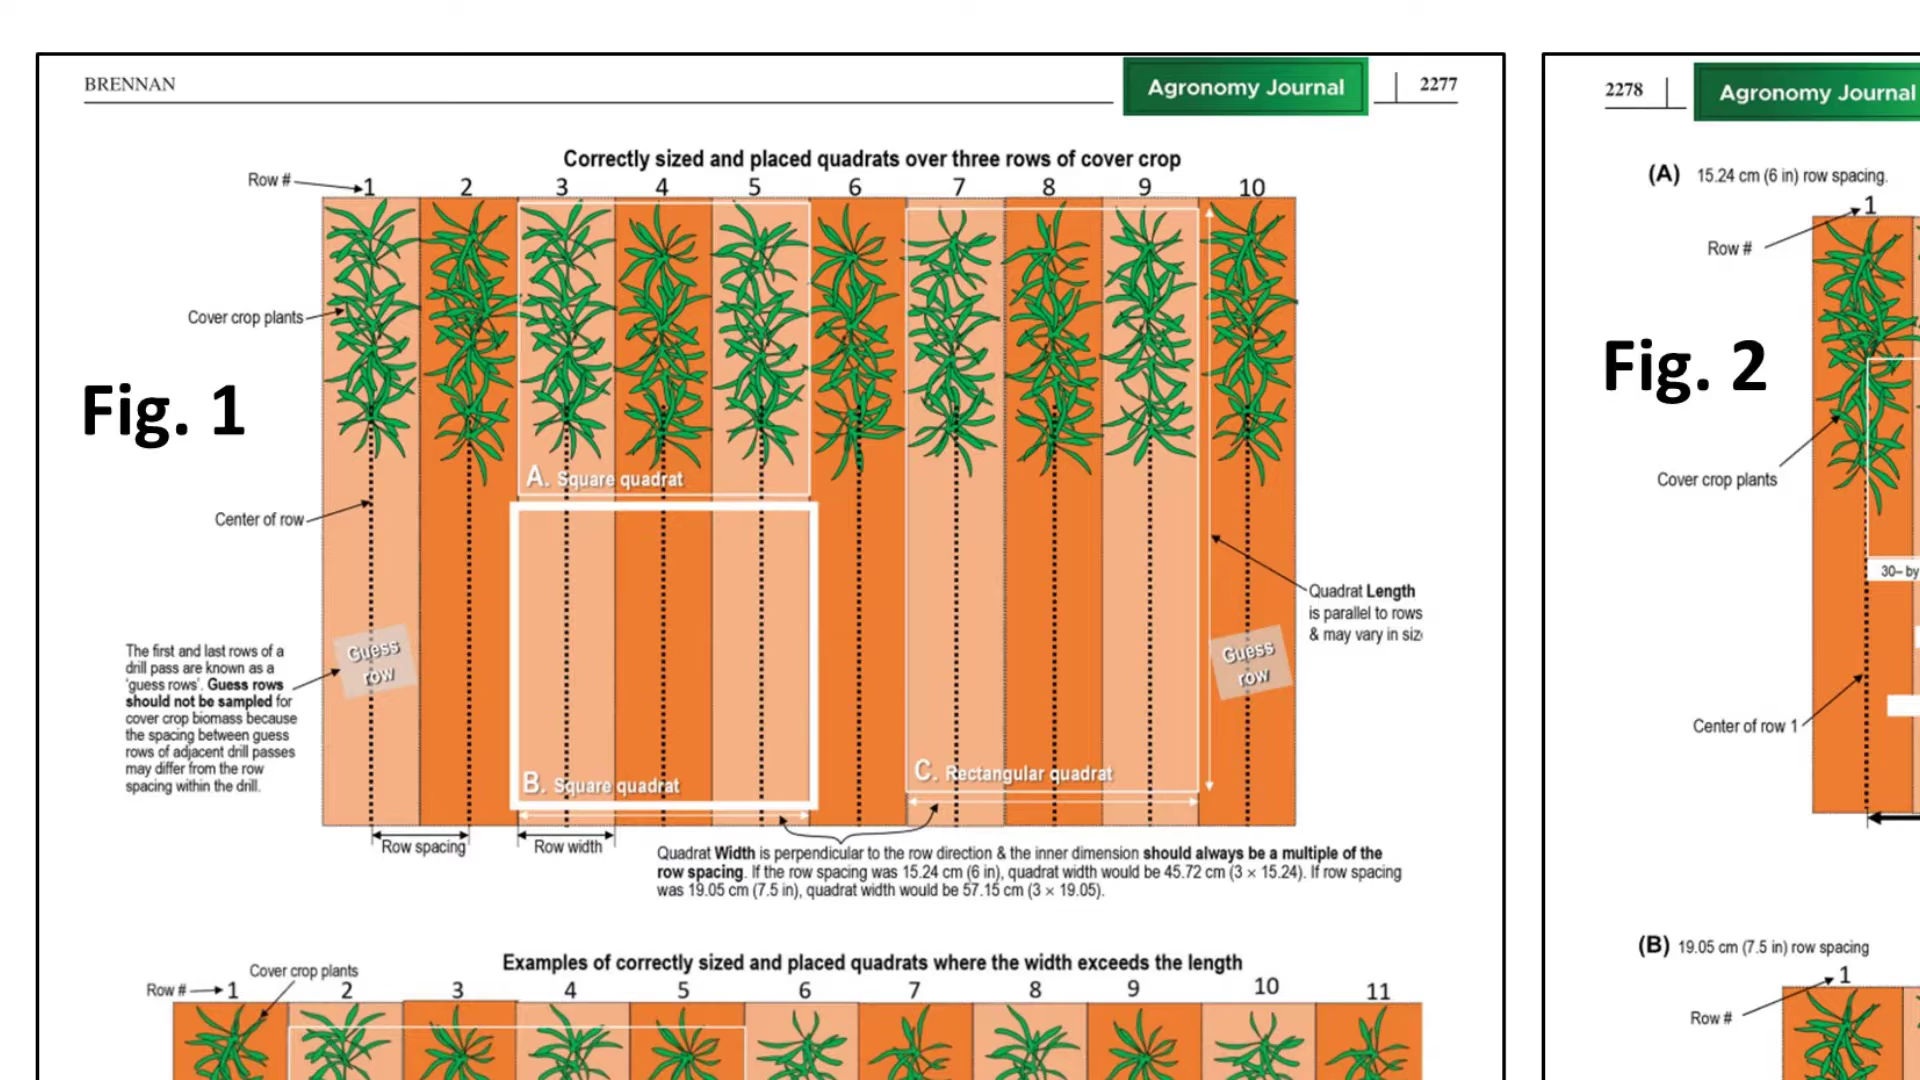 BRENNAN
Agronomy Journal
2277
Correctly sized and placed quadrats over three rows of cover crop
Row #
1 2 3 4 5 6 7 8 9 10
Cover crop plants
Fig. 1
A. Square quadrat
Center of row
Quadrat Length
is parallel to rows
& may vary in siz
Guess
row
Guess
row
The first and last rows of a
drill pass are known as a
'guess rows'. Guess rows
should not be sampled for
cover crop biomass because
the spacing between guess
rows of adjacent drill passes
may differ from the row
spacing within the drill.
B. Square quadrat
C. Rectangular quadrat
Row spacing
Row width
Quadrat Width is perpendicular to the row direction & the inner dimension should always be a multiple of the
row spacing. If the row spacing was 15.24 cm (6 in), quadrat width would be 45.72 cm (3 × 15.24). If row spacing
was 19.05 cm (7.5 in), quadrat width would be 57.15 cm (3 × 19.05).
Examples of correctly sized and placed quadrats where the width exceeds the length
Cover crop plants
Row #
1 2 3 4 5 6 7 8 9 10 11
2278
Agronomy Journal
(A) 15.24 cm (6 in) row spacing.
1
Row #
Fig. 2
Cover crop plants
30– by
Center of row 1
(B) 19.05 cm (7.5 in) row spacing
1
Row #